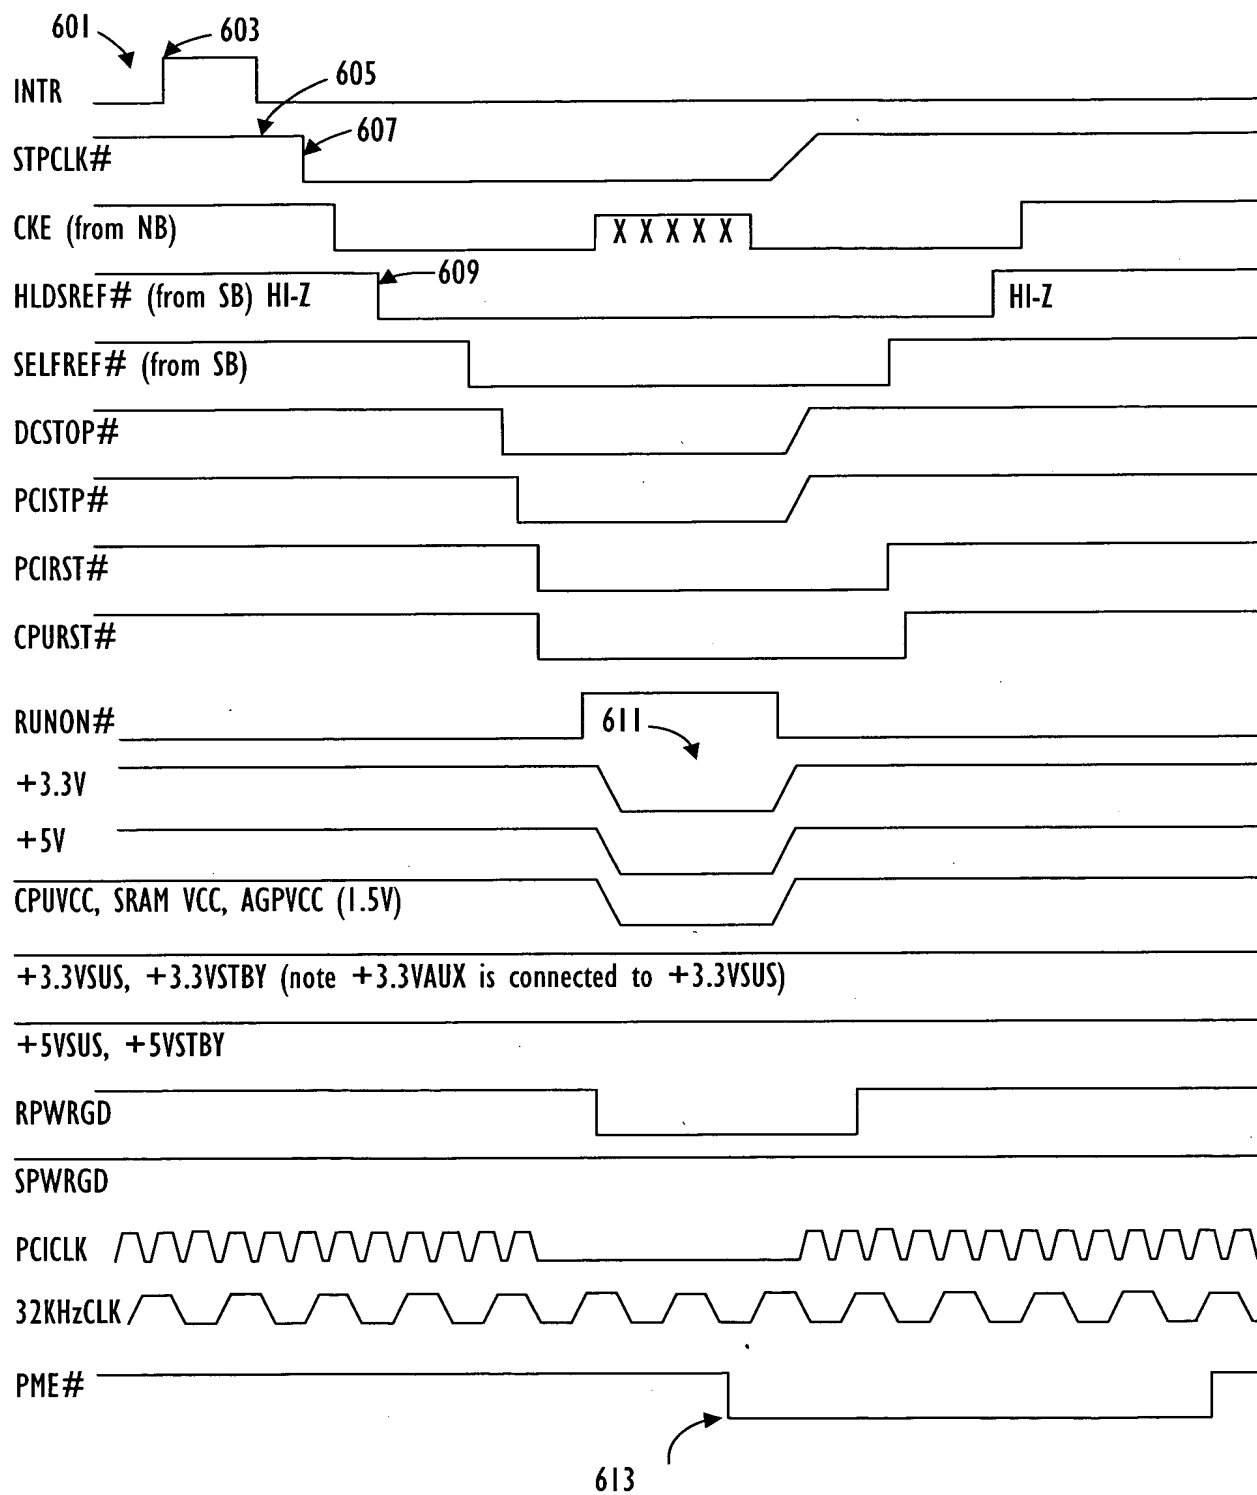 601
603
INTR
605
607
STPCLK#
CKE (from NB)
X X X X X
609
HLDSREF# (from SB) HI-Z
HI-Z
SELFREF# (from SB)
DCSTOP#
PCISTP#
PCIRST#
CPURST#
RUNON#
611
+3.3V
+5V
CPUVCC, SRAM VCC, AGPVCC (1.5V)
+3.3VSUS, +3.3VSTBY (note +3.3VAUX is connected to +3.3VSUS)
+5VSUS, +5VSTBY
RPWRGD
SPWRGD
PCICLK
32KHzCLK
PME#
613